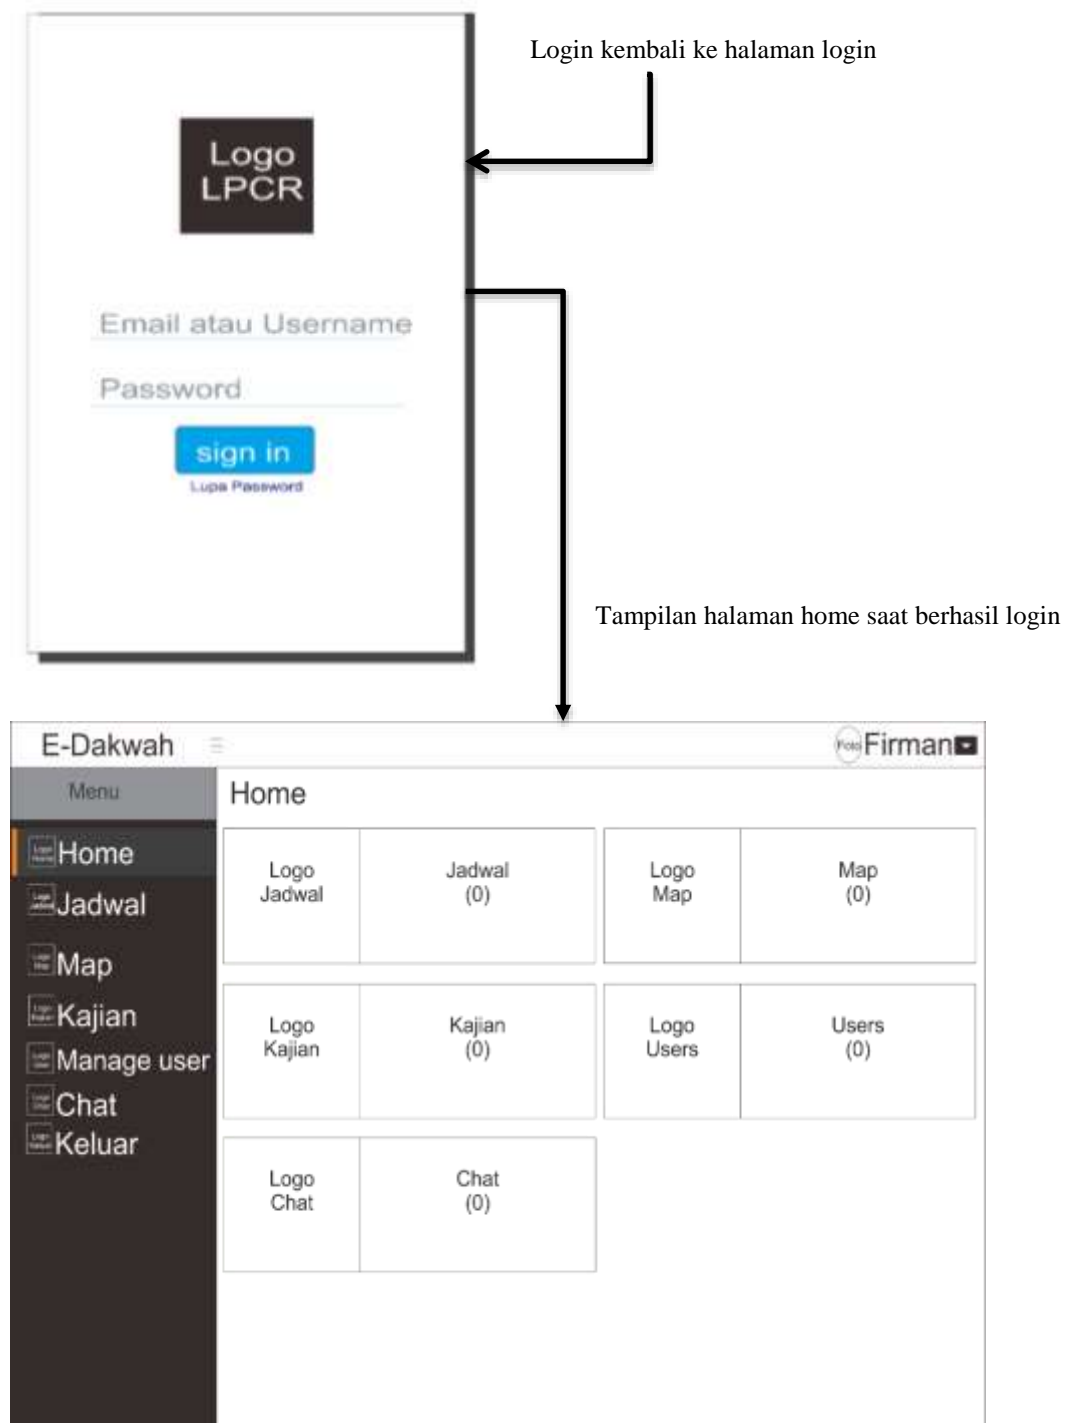 Login kembali ke halaman login
Logo
LPCR
Email atau Username
Password
sign in
Lupa Password
Tampilan halaman home saat berhasil login
E-Dakwah
Foto
Firman
Menu
Home
Home
Jadwal
Map
Kajian
Manage user
Chat
Keluar
Logo
Jadwal
Jadwal
(0)
Logo
Map
Map
(0)
Logo
Kajian
Kajian
(0)
Logo
Users
Users
(0)
Logo
Chat
Chat
(0)